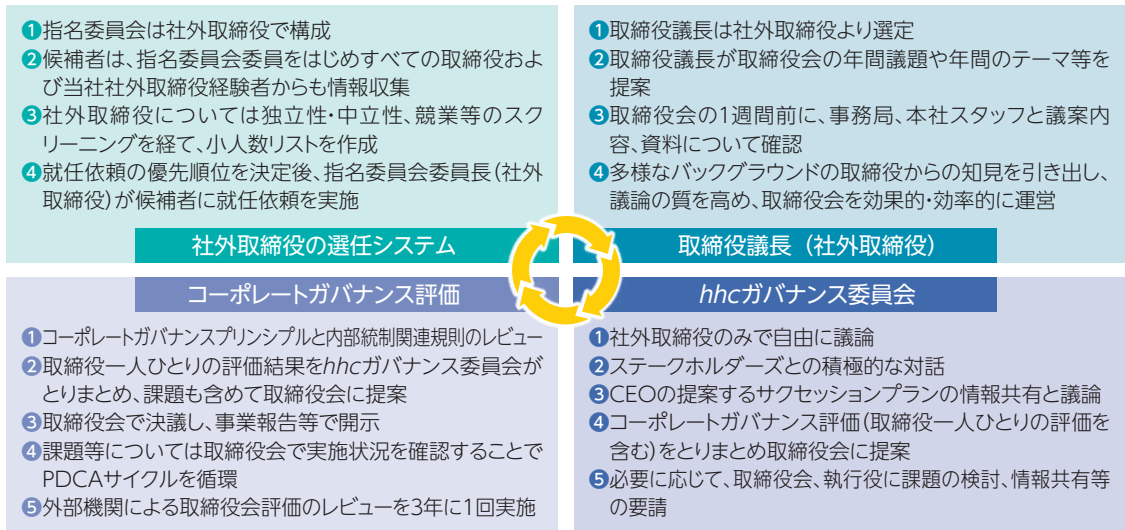 ❶指名委員会は社外取締役で構成
❷候補者は、指名委員会委員をはじめすべての取締役およ
び当社社外取締役経験者からも情報収集
❸社外取締役については独立性・中立性、競業等のスク
リーニングを経て、小人数リストを作成
❹就任依頼の優先順位を決定後、指名委員会委員長（社外
取締役）が候補者に就任依頼を実施
社外取締役の選任システム
❶取締役議長は社外取締役より選定
❷取締役議長が取締役会の年間議題や年間のテーマ等を
提案
❸取締役会の1週間前に、事務局、本社スタッフと議案内
容、資料について確認
❹多様なバックグラウンドの取締役からの知見を引き出し、
議論の質を高め、取締役会を効果的・効率的に運営
取締役議長（社外取締役）
コーポレートガバナンス評価
❶コーポレートガバナンスプリンシプルと内部統制関連規則のレビュー
❷取締役一人ひとりの評価結果をhhcガバナンス委員会が
とりまとめ、課題も含めて取締役会に提案
❸取締役会で決議し、事業報告等で開示
❹課題等については取締役会で実施状況を確認することで
PDCAサイクルを循環
❺外部機関による取締役会評価のレビューを3年に1回実施
hhcガバナンス委員会
❶社外取締役のみで自由に議論
❷ステークホルダーズとの積極的な対話
❸CEOの提案するサクセッションプランの情報共有と議論
❹コーポレートガバナンス評価（取締役一人ひとりの評価を
含む）をとりまとめ取締役会に提案
❺必要に応じて、取締役会、執行役に課題の検討、情報共有等
の要請